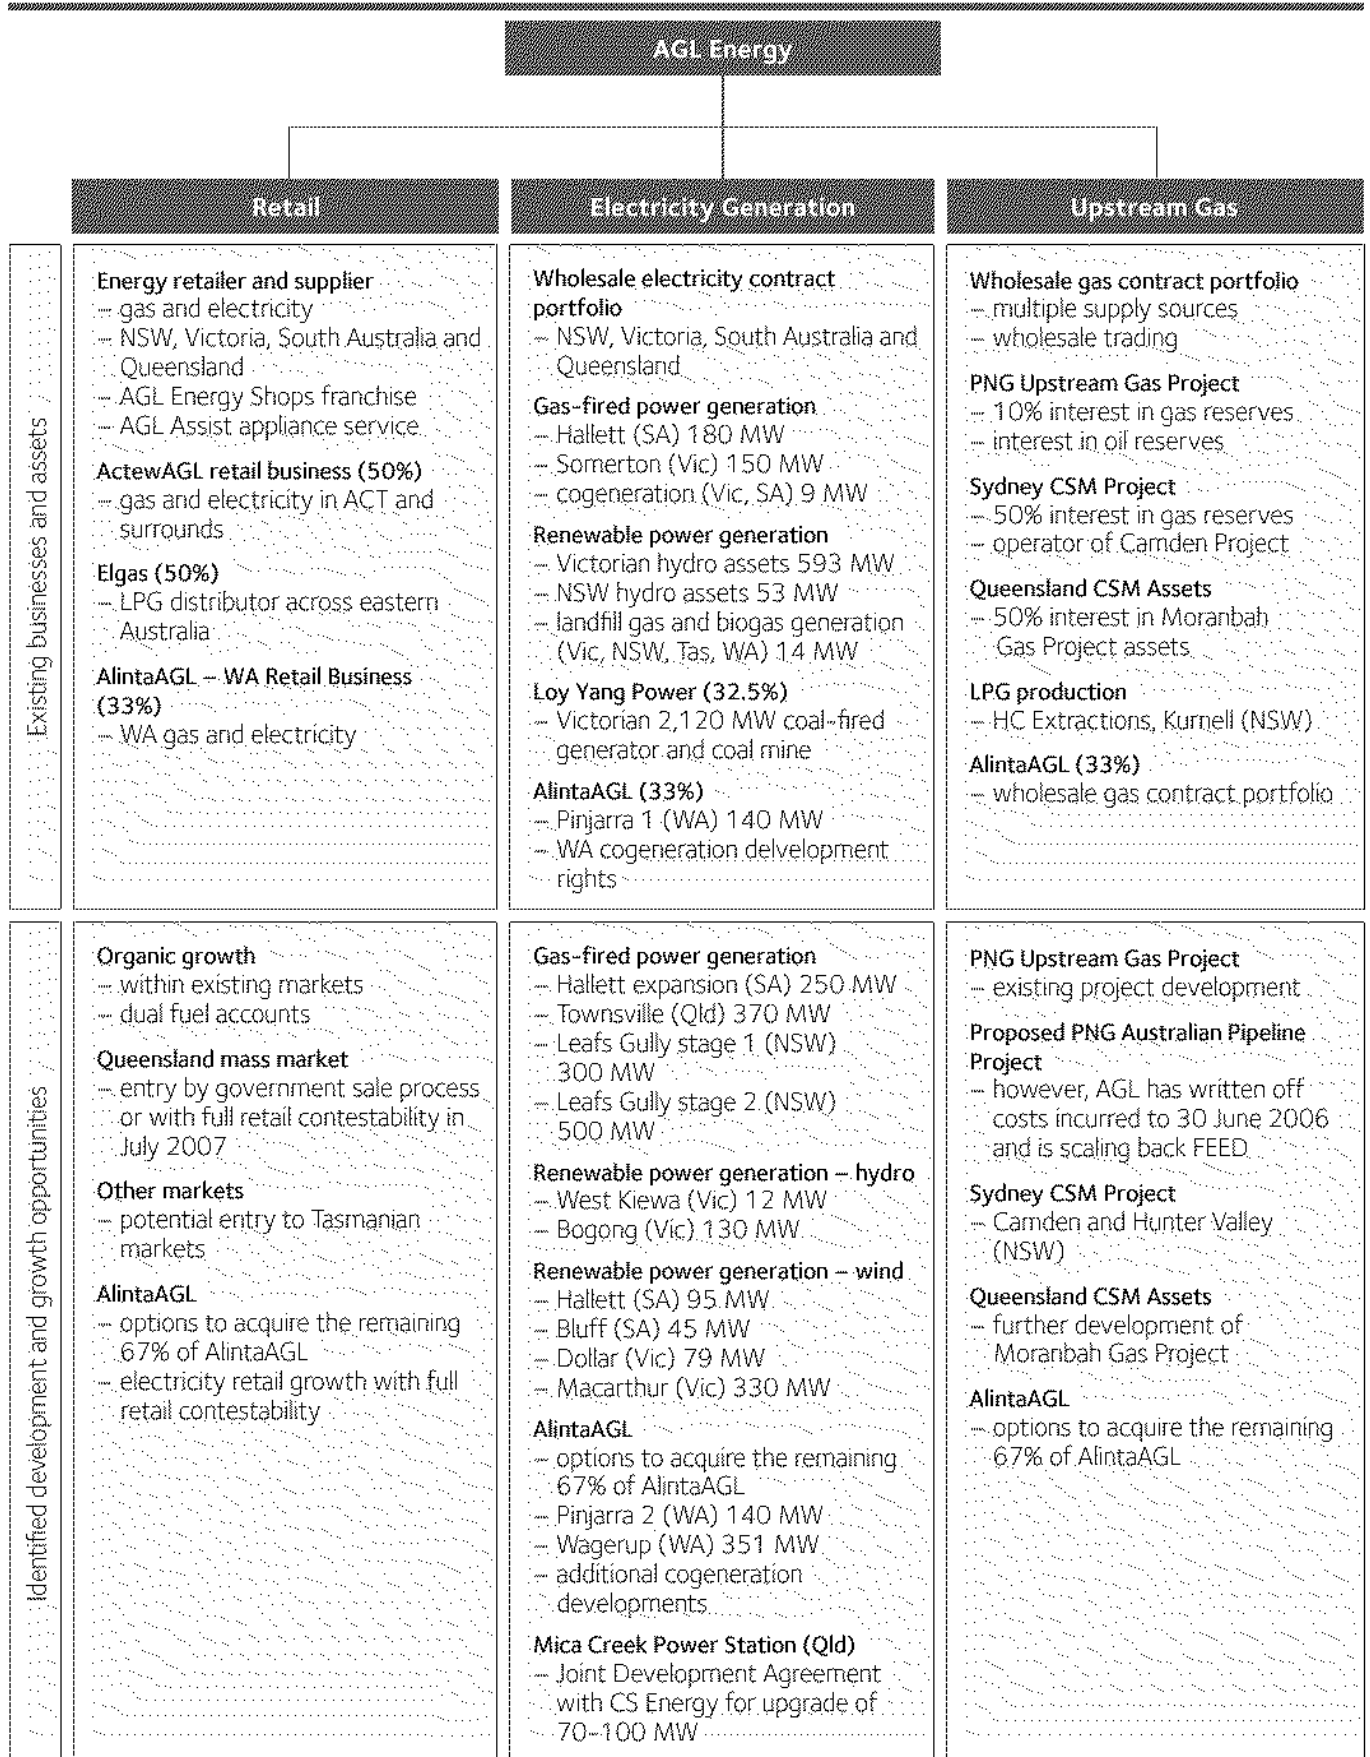 AGL Energy
Retail
Electricity Generation
Upstream Gas
Existing businesses and assets
Energy retailer and supplier
– gas and electricity
– NSW, Victoria, South Australia and
Queensland
– AGL Energy Shops franchise
– AGL Assist appliance service
ActewAGL retail business (50%)
– gas and electricity in ACT and
surrounds
Elgas (50%)
– LPG distributor across eastern
Australia
AlintaAGL – WA Retail Business
(33%)
– WA gas and electricity
Wholesale electricity contract
portfolio
– NSW, Victoria, South Australia and
Queensland
Gas-fired power generation
– Hallett (SA) 180 MW
– Somerton (Vic) 150 MW
– cogeneration (Vic, SA) 9 MW
Renewable power generation
– Victorian hydro assets 593 MW
– NSW hydro assets 53 MW
– landfill gas and biogas generation
(Vic, NSW, Tas, WA) 14 MW
Loy Yang Power (32.5%)
– Victorian 2,120 MW coal-fired
generator and coal mine
AlintaAGL (33%)
– Pinjarra 1 (WA) 140 MW
– WA cogeneration delvelopment
rights
Wholesale gas contract portfolio
– multiple supply sources
– wholesale trading
PNG Upstream Gas Project
– 10% interest in gas reserves
– interest in oil reserves
Sydney CSM Project
– 50% interest in gas reserves
– operator of Camden Project
Queensland CSM Assets
– 50% interest in Moranbah
Gas Project assets
LPG production
– HC Extractions, Kurnell (NSW)
AlintaAGL (33%)
– wholesale gas contract portfolio
Identified development and growth opportunities
Organic growth
– within existing markets
– dual fuel accounts
Queensland mass market
– entry by government sale process
or with full retail contestability in
July 2007
Other markets
– potential entry to Tasmanian
markets
AlintaAGL
– options to acquire the remaining
67% of AlintaAGL
– electricity retail growth with full
retail contestability
Gas-fired power generation
– Hallett expansion (SA) 250 MW
– Townsville (Qld) 370 MW
– Leafs Gully stage 1 (NSW)
300 MW
– Leafs Gully stage 2 (NSW)
500 MW
Renewable power generation – hydro
– West Kiewa (Vic) 12 MW
– Bogong (Vic) 130 MW
Renewable power generation – wind
– Hallett (SA) 95 MW
– Bluff (SA) 45 MW
– Dollar (Vic) 79 MW
– Macarthur (Vic) 330 MW
AlintaAGL
– options to acquire the remaining
67% of AlintaAGL
– Pinjarra 2 (WA) 140 MW
– Wagerup (WA) 351 MW
– additional cogeneration
developments
Mica Creek Power Station (Qld)
– Joint Development Agreement
with CS Energy for upgrade of
70–100 MW
PNG Upstream Gas Project
– existing project development
Proposed PNG Australian Pipeline
Project
– however, AGL has written off
costs incurred to 30 June 2006
and is scaling back FEED
Sydney CSM Project
– Camden and Hunter Valley
(NSW)
Queensland CSM Assets
– further development of
Moranbah Gas Project
AlintaAGL
– options to acquire the remaining
67% of AlintaAGL